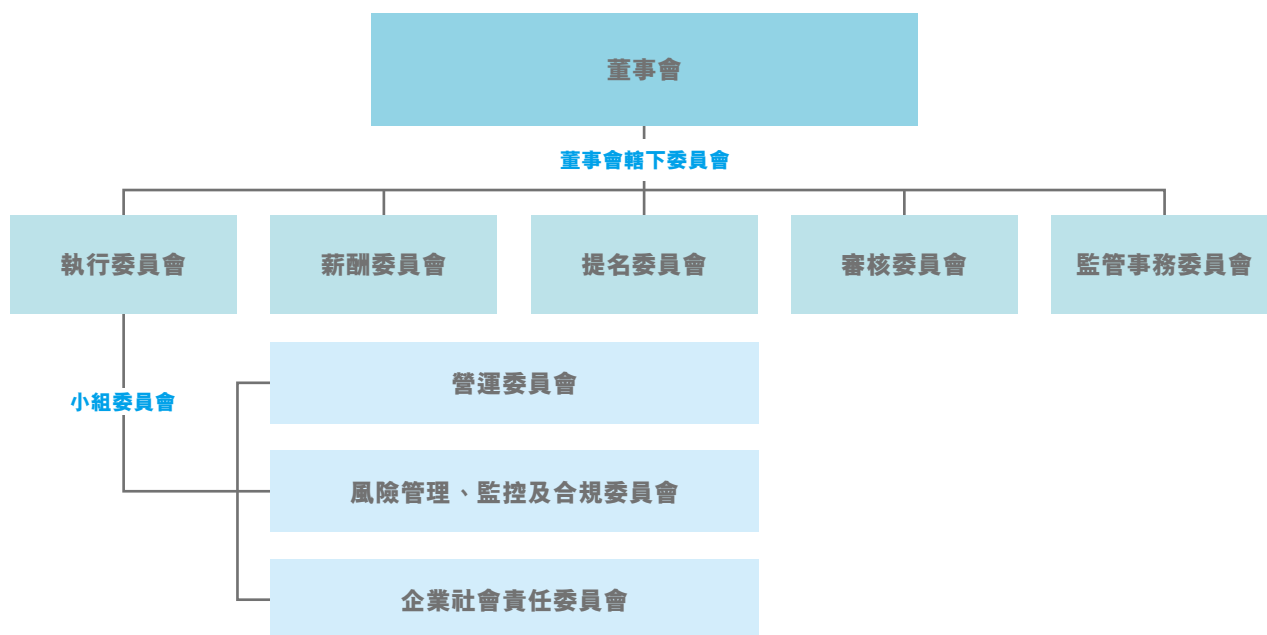 董事會
董事會轄下委員會
執行委員會
薪酬委員會
提名委員會
審核委員會
監管事務委員會
小組委員會
營運委員會
風險管理、監控及合規委員會
企業社會責任委員會